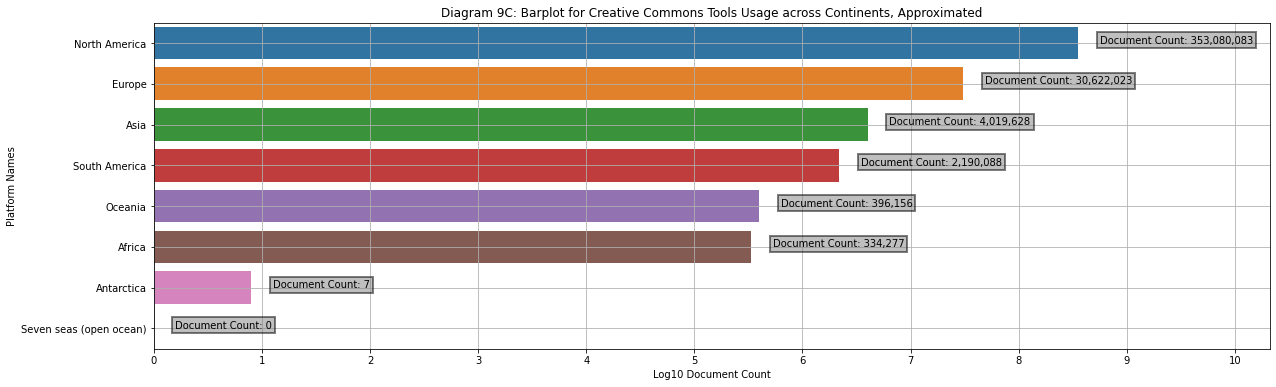 Diagram 9C: Barplot for Creative Commons Tools Usage across Continents, Approximated
Platform Names
North America
Document Count: 353,080,083
Europe
Document Count: 30,622,023
Asia
Document Count: 4,019,628
South America
Document Count: 2,190,088
Oceania
Document Count: 396,156
Africa
Document Count: 334,277
Antarctica
Document Count: 7
Seven seas (open ocean)
Document Count: 0
0 1 2 3 4 5 6 7 8 9 10
Log10 Document Count